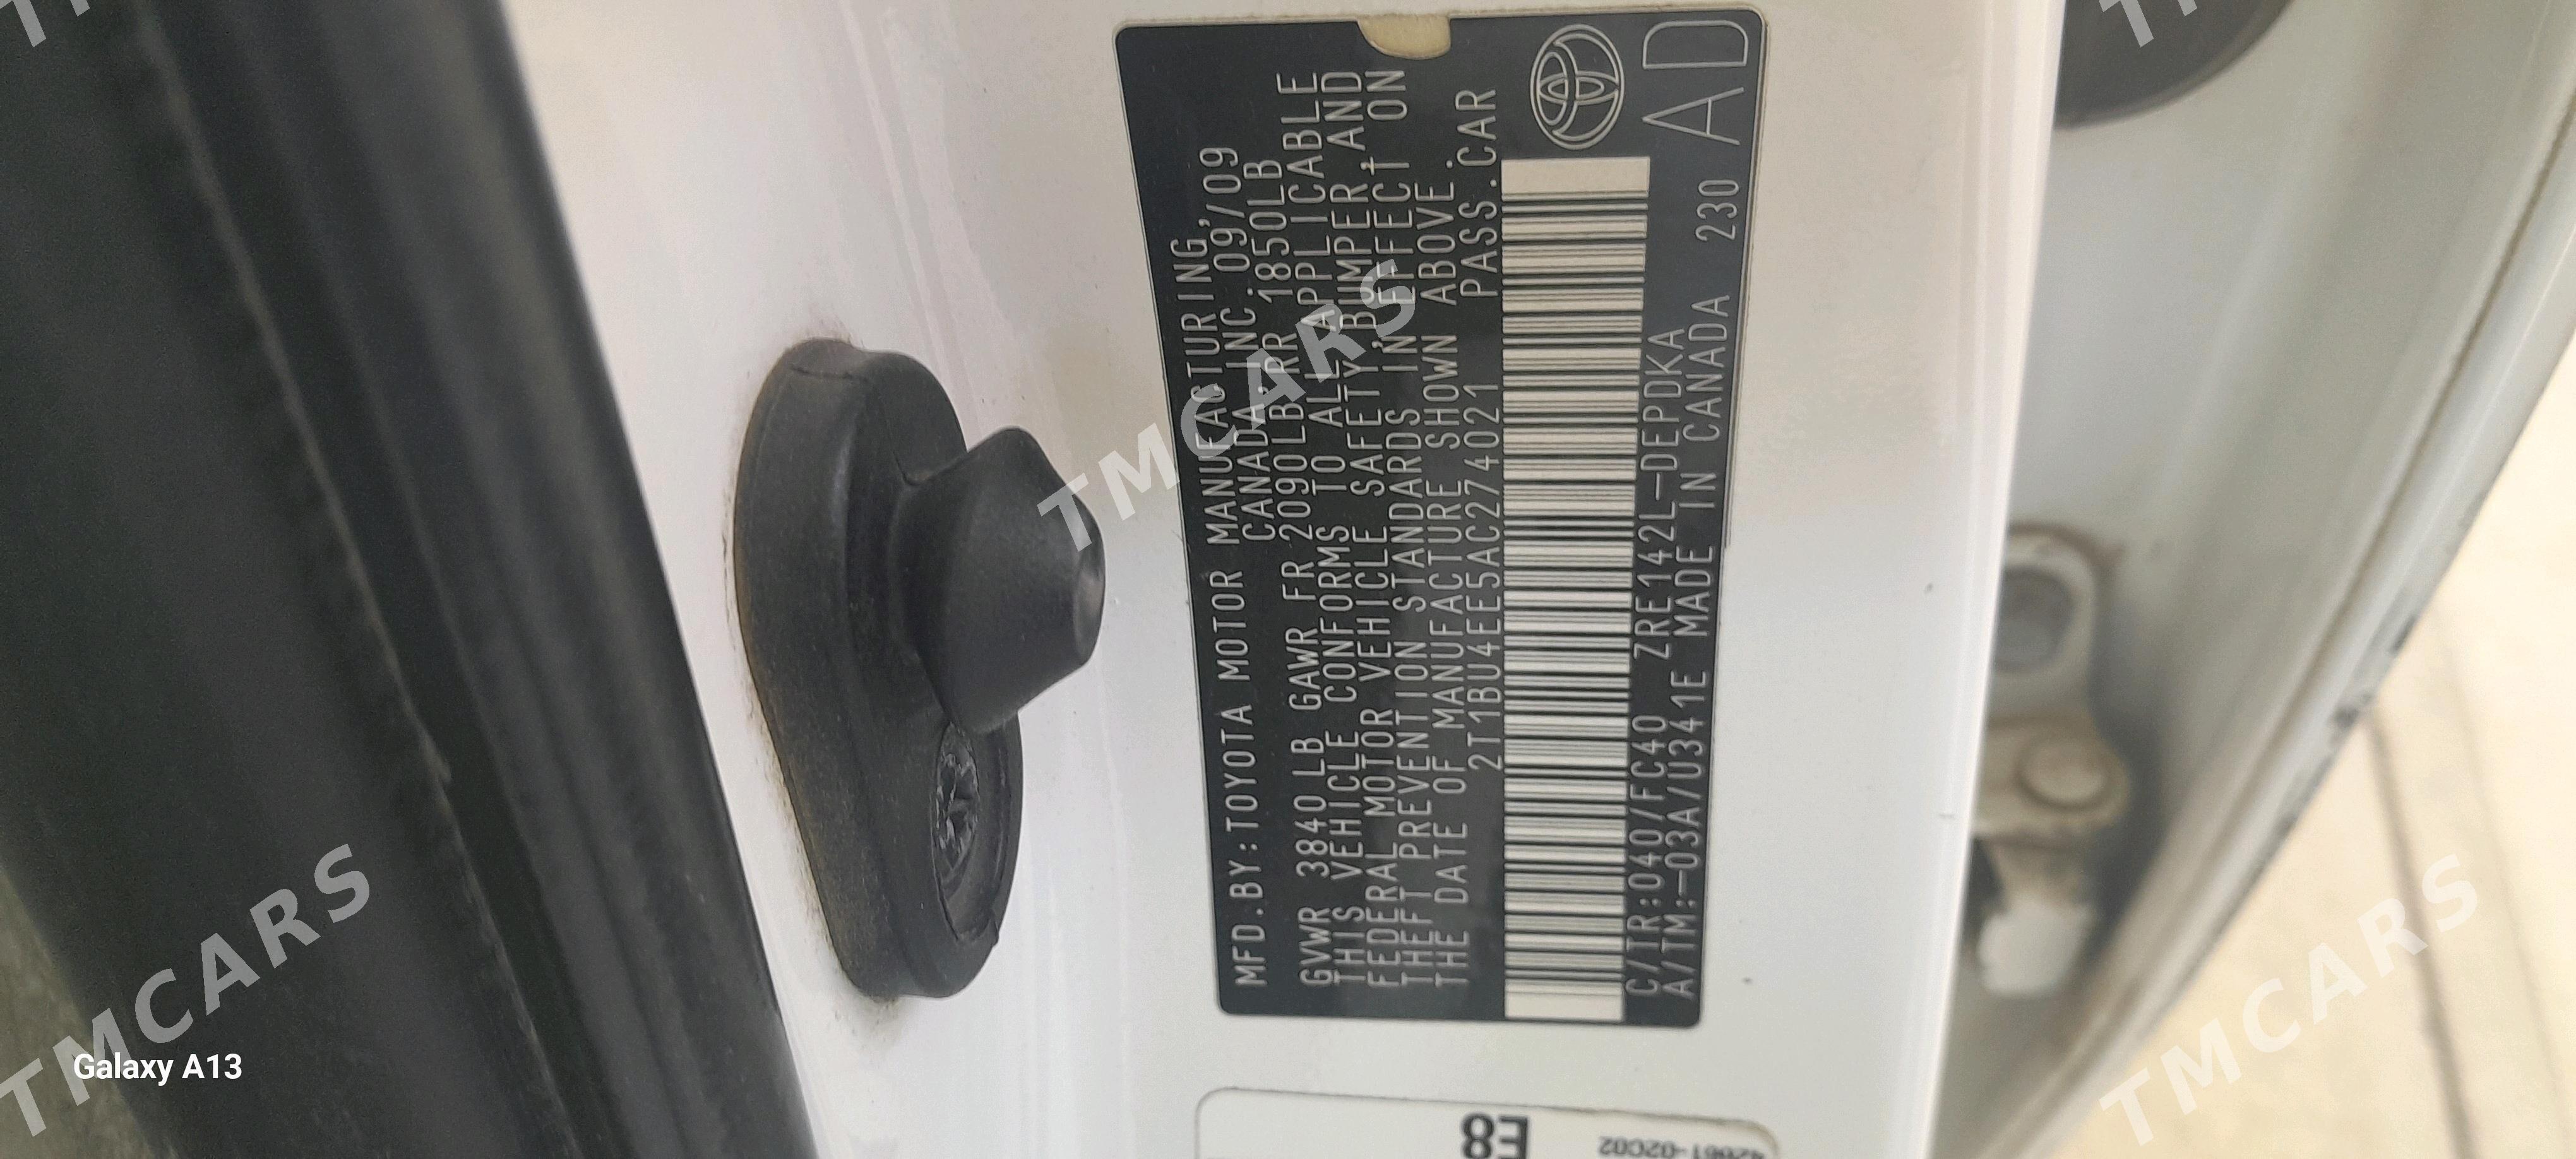 MFD.BY:TOYOTA MOTOR MANUFACTURING,
CANADA INC. 09/09
GVWR 3840LB GAWR FR 2090LB RR 1850LB
THIS VEHICLE CONFORMS TO ALL APPLICABLE
FEDERAL MOTOR VEHICLE SAFETY, BUMPER, AND
THEFT PREVENTION STANDARDS IN EFFECT ON
THE DATE OF MANUFACTURE SHOWN ABOVE.
2T1BU4EE5AC274021 PASS.CAR
C/TR:040/FC40 ZRE142L-DEPDKA
A/TM:-03A/U341E MADE IN CANADA 230 AD
E8
42661-02C02
Galaxy A13
TMCARS
TMCARS
TMCARS